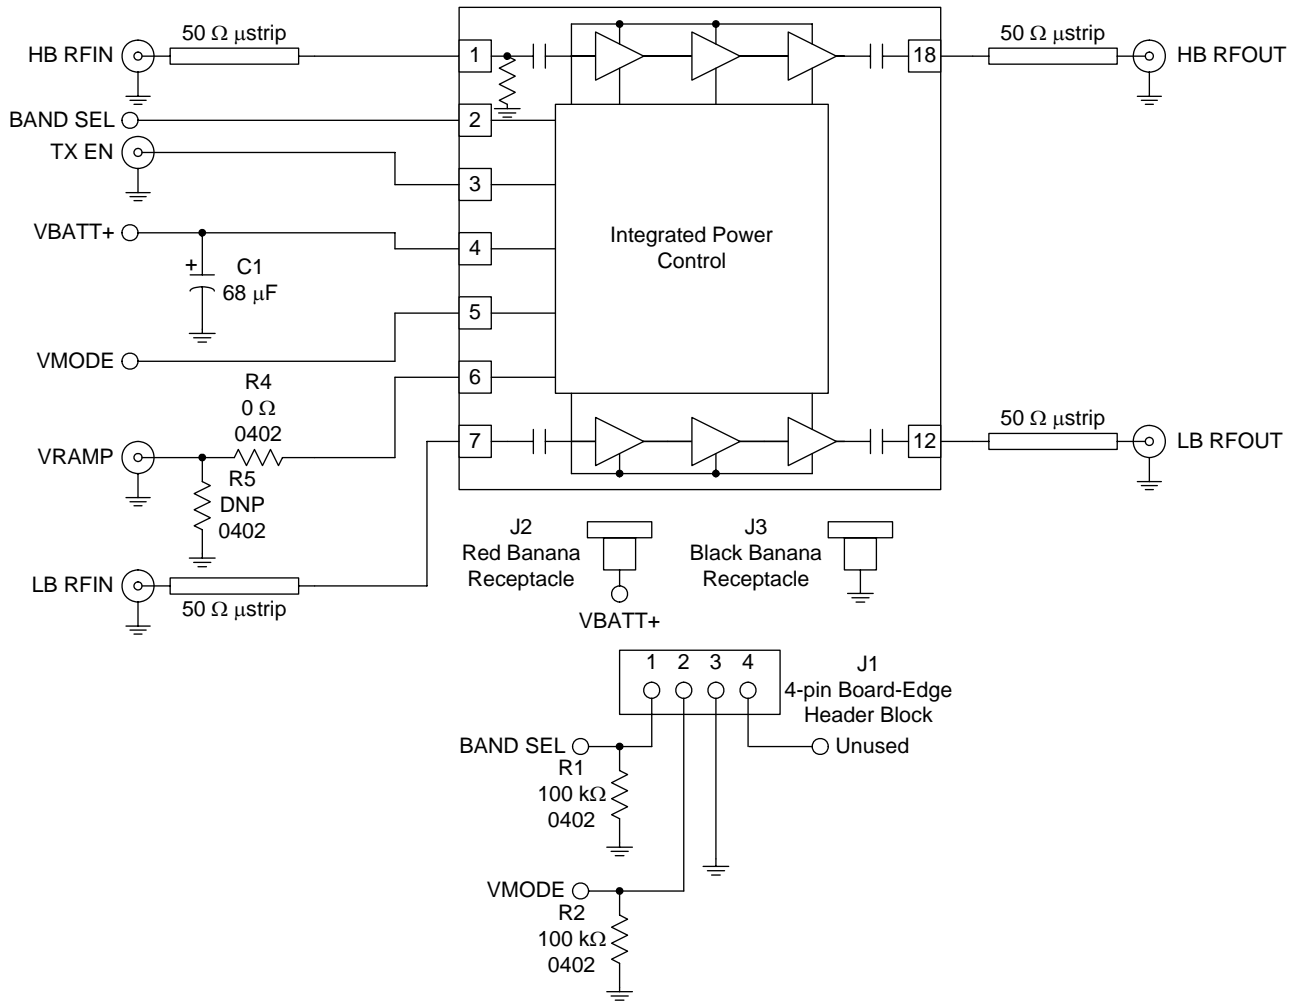 50 Ω μstrip
HB RFIN
1
18
50 Ω μstrip
HB RFOUT
BAND SEL
2
TX EN
3
VBATT+
4
Integrated Power
Control
+
C1
68 μF
5
VMODE
6
R4
0 Ω
0402
7
12
50 Ω μstrip
LB RFOUT
VRAMP
R5
DNP
0402
LB RFIN
50 Ω μstrip
J2
Red Banana
Receptacle
VBATT+
J3
Black Banana
Receptacle
1 2 3 4
J1
4-pin Board-Edge
Header Block
BAND SEL
Unused
R1
100 kΩ
0402
VMODE
R2
100 kΩ
0402